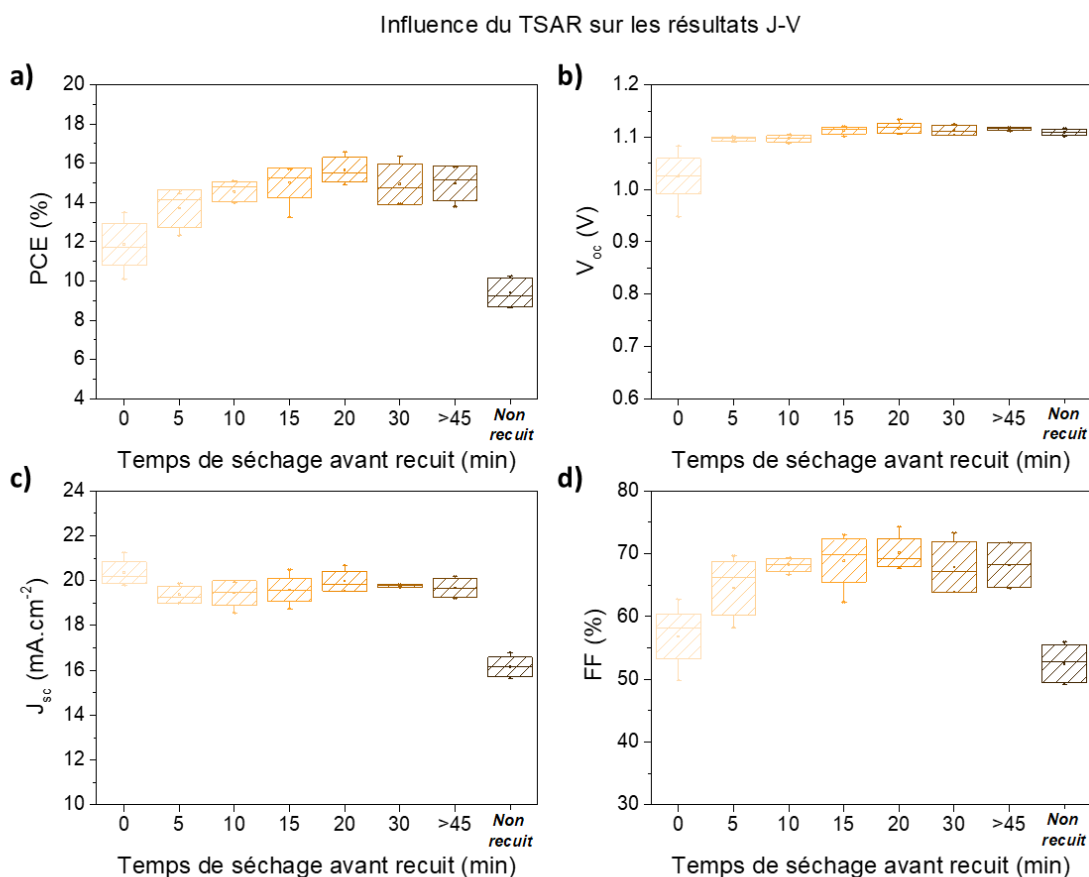 Influence du TSAR sur les résultats J-V
a)
20
18
16
14
12
10
8
6
4
PCE (%)
0 5 10 15 20 30 >45 Non recuit
Temps de séchage avant recuit (min)
b)
1.2
1.1
1.0
0.9
0.8
0.7
0.6
Voc (V)
0 5 10 15 20 30 >45 Non recuit
Temps de séchage avant recuit (min)
c)
24
22
20
18
16
14
12
10
Jsc (mA.cm-2)
0 5 10 15 20 30 >45 Non recuit
Temps de séchage avant recuit (min)
d)
80
70
60
50
40
30
FF (%)
0 5 10 15 20 30 >45 Non recuit
Temps de séchage avant recuit (min)